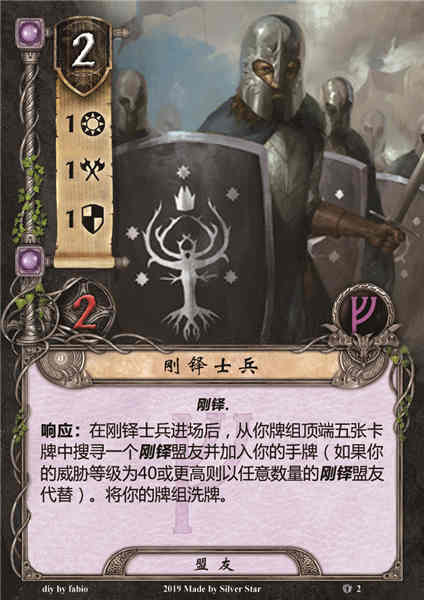 2
1
1
1
2
刚铎士兵
刚铎.
响应：在刚铎士兵进场后，从你牌组顶端五张卡
牌中搜寻一个刚铎盟友并加入你的手牌（如果你
的威胁等级为40或更高则以任意数量的刚铎盟友
代替）。将你的牌组洗牌。
盟友
diy by fabio 2019 Made by Silver Star 2